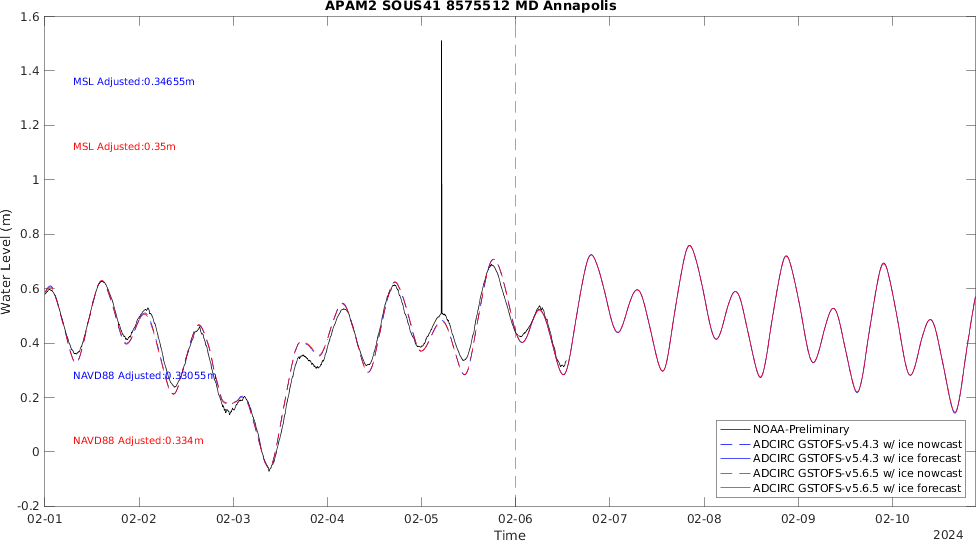 APAM2 SOUS41 8575512 MD Annapolis
1.6
1.4
1.2
1
0.8
0.6
0.4
0.2
0
-0.2
Water Level (m)
MSL Adjusted:0.34655m
MSL Adjusted:0.35m
NAVD88 Adjusted:0.33055m
NAVD88 Adjusted:0.334m
NOAA-Preliminary
ADCIRC GSTOFS-v5.4.3 w/ ice nowcast
ADCIRC GSTOFS-v5.4.3 w/ ice forecast
ADCIRC GSTOFS-v5.6.5 w/ ice nowcast
ADCIRC GSTOFS-v5.6.5 w/ ice forecast
02-01 02-02 02-03 02-04 02-05 02-06 02-07 02-08 02-09 02-10
Time
2024